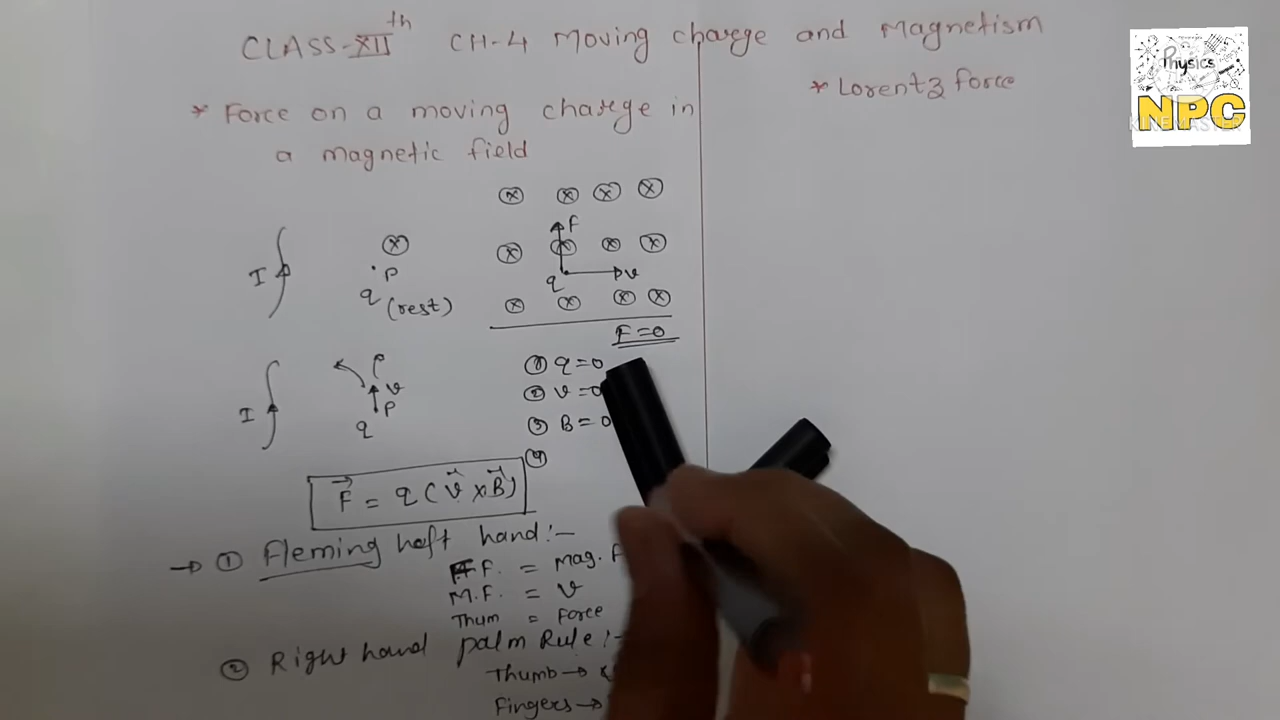 CLASS-XIIth CH-4 Moving charge and Magnetism
* Force on a moving charge in
a magnetic field
* Lorentz force
Physics
NPC
⊗ ⊗ ⊗ ⊗
F
⊗ ⊗ ⊗ ⊗
q v
⊗ ⊗ ⊗ ⊗
I ⊗
.P
q (rest)
F=0
I P
v
P
q
① q=0
② v=0
③ B=0
④
F = q(v×B)
→ ① Fleming heft hand:-
F.F. = Mag. F
M.F. = v
Thum = Force
② Right hand palm Rule:-
Thumb →
Fingers →